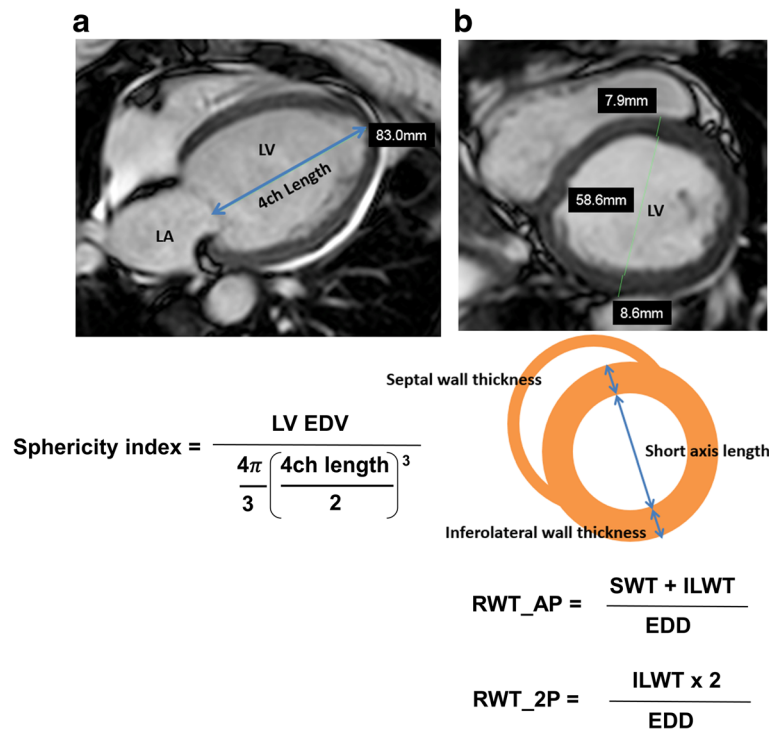 a
LV
83.0mm
4ch Length
LA
b
7.9mm
58.6mm
LV
8.6mm
Sphericity index = LV EDV
4π
3
4ch length
2
3
Septal wall thickness
Short axis length
Inferolateral wall thickness
RWT_AP = SWT + ILWT
EDD
RWT_2P = ILWT x 2
EDD